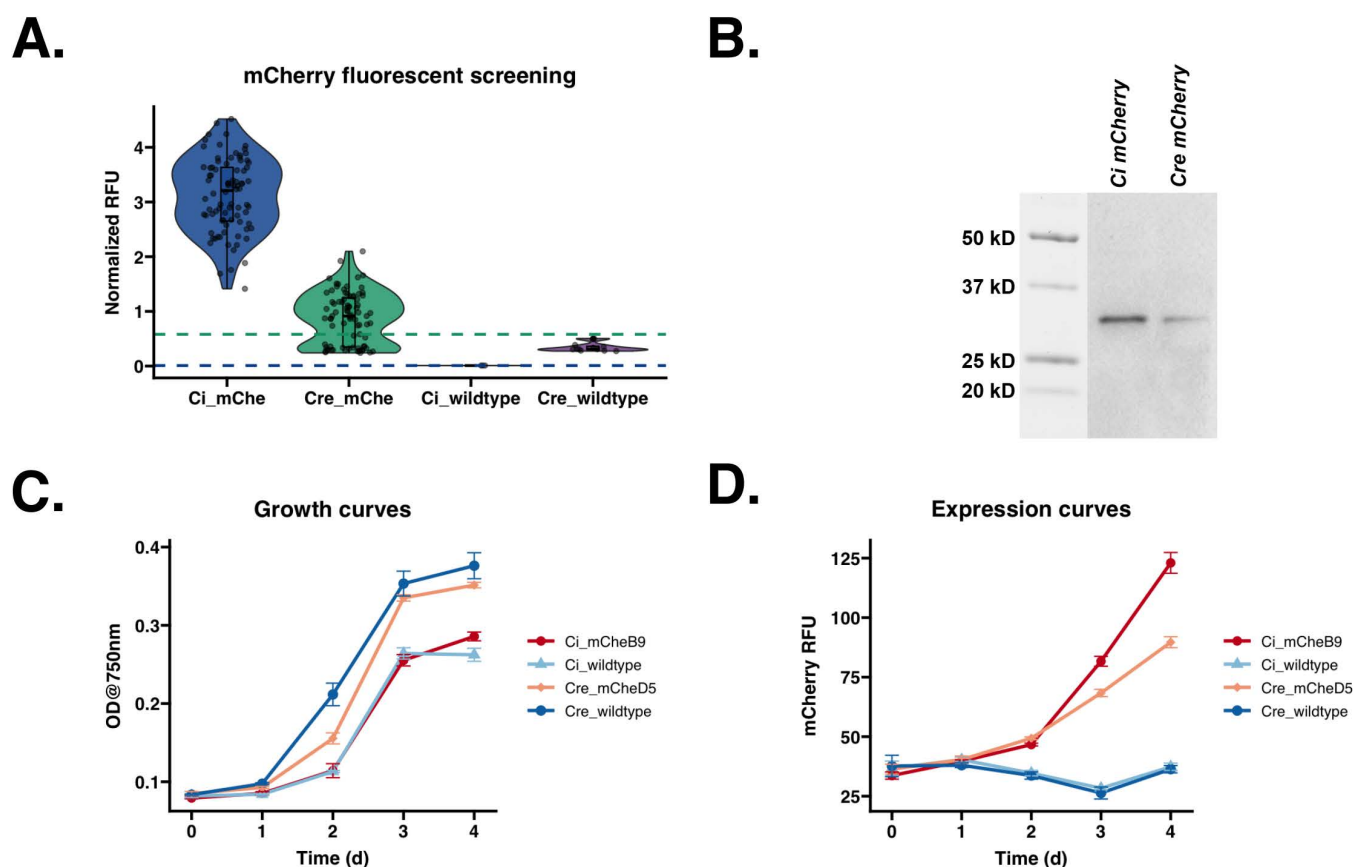 A.
mCherry fluorescent screening
Normalized RFU
4
3
2
1
0
Ci_mChe
Cre_mChe
Ci_wildtype
Cre_wildtype
B.
Ci mCherry
Cre mCherry
50 kD
37 kD
25 kD
20 kD
C.
Growth curves
OD@750nm
0.4
0.3
0.2
0.1
0 1 2 3 4
Time (d)
Ci_mCheB9
Ci_wildtype
Cre_mCheD5
Cre_wildtype
D.
Expression curves
mCherry RFU
125
100
75
50
25
0 1 2 3 4
Time (d)
Ci_mCheB9
Ci_wildtype
Cre_mCheD5
Cre_wildtype